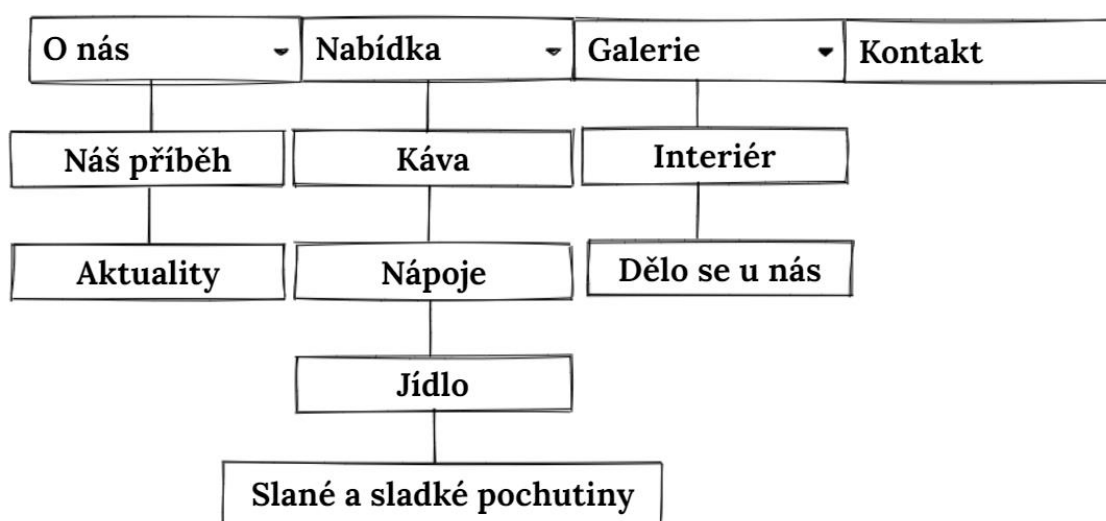 O nás
Nabídka
Galerie
Kontakt
Náš příběh
Káva
Interiér
Aktuality
Nápoje
Dělo se u nás
Jídlo
Slané a sladké pochutiny